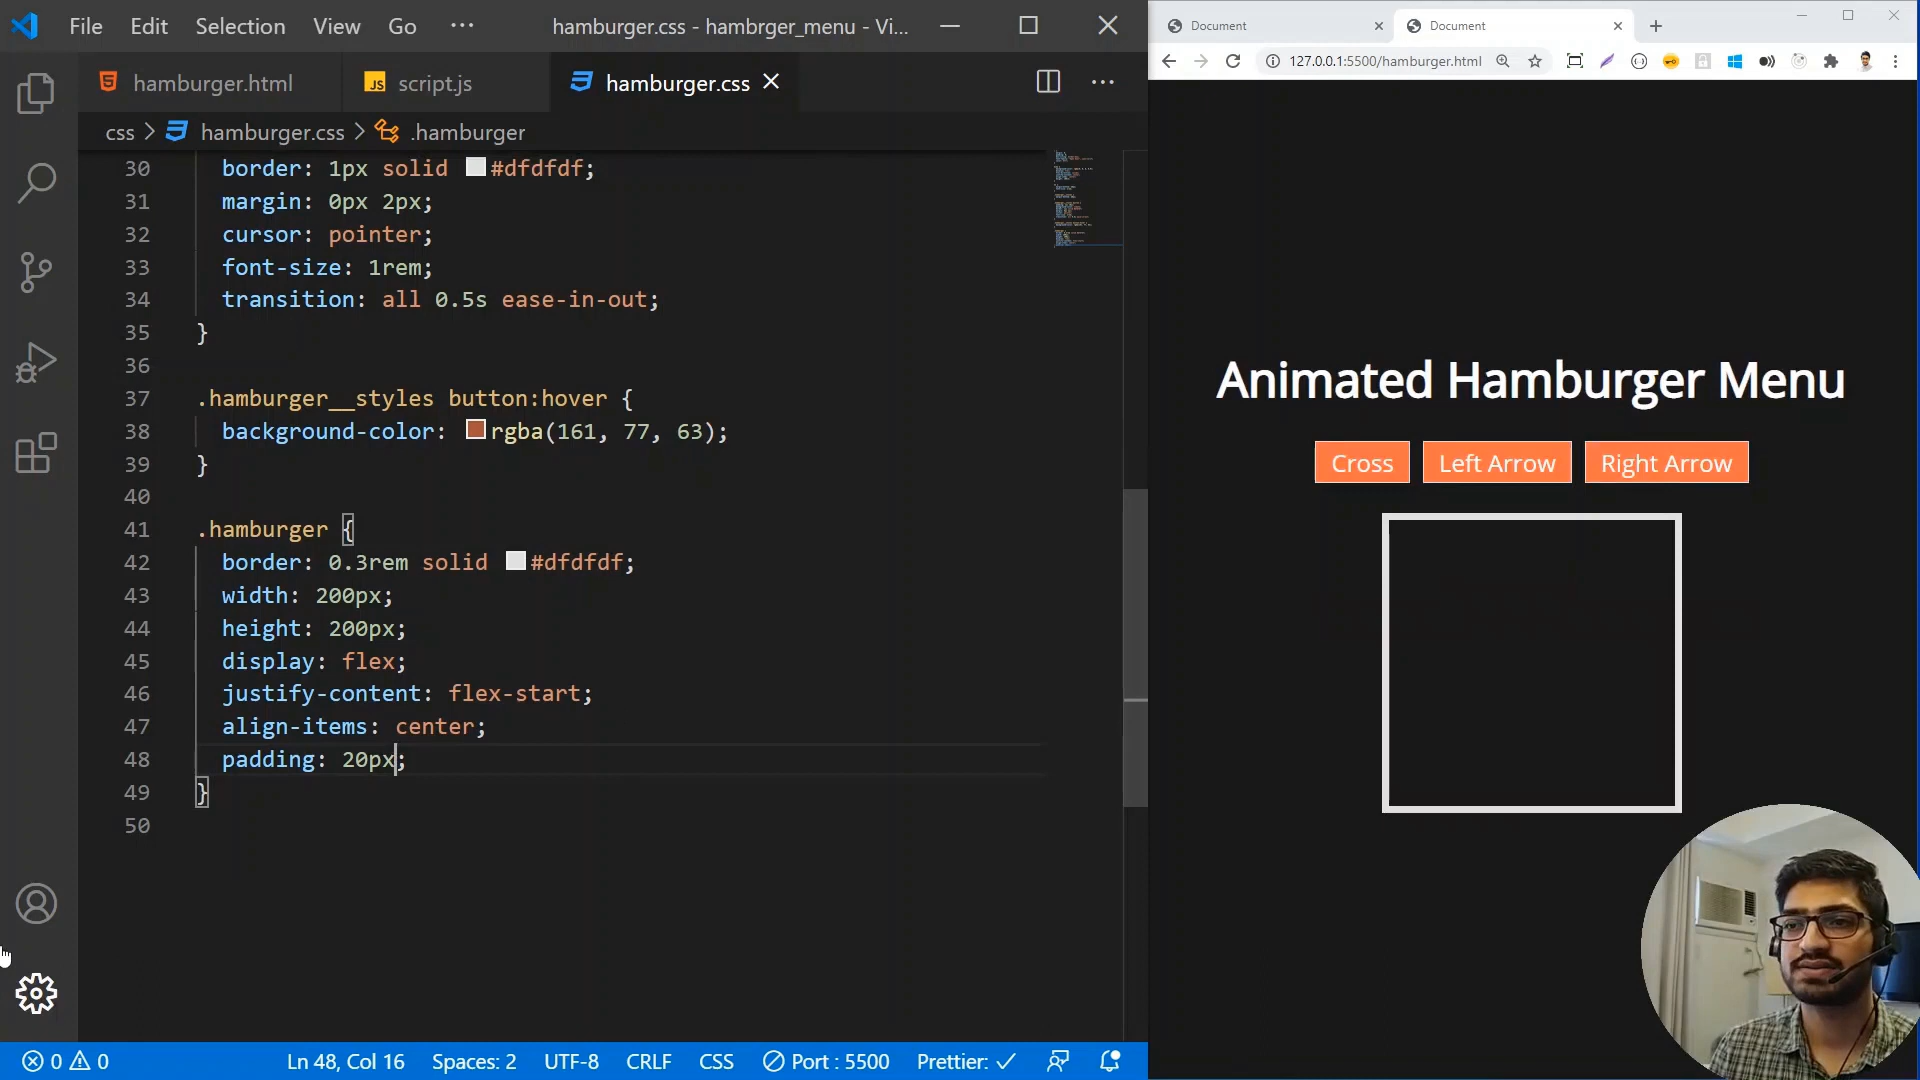 File Edit Selection View Go ··· hamburger.css - hambrger_menu - Vi...
hamburger.html
JS script.js
hamburger.css
css > hamburger.css > .hamburger
30 border: 1px solid #dfdfdf;
31 margin: 0px 2px;
32 cursor: pointer;
33 font-size: 1rem;
34 transition: all 0.5s ease-in-out;
35 }
36
37 .hamburger__styles button:hover {
38 background-color: rgba(161, 77, 63);
39 }
40
41 .hamburger {
42 border: 0.3rem solid #dfdfdf;
43 width: 200px;
44 height: 200px;
45 display: flex;
46 justify-content: flex-start;
47 align-items: center;
48 padding: 20px;
49 }
50
0 0 Ln 48, Col 16 Spaces: 2 UTF-8 CRLF CSS Port : 5500 Prettier: ✓
Document
Document
127.0.0.1:5500/hamburger.html
Animated Hamburger Menu
Cross
Left Arrow
Right Arrow